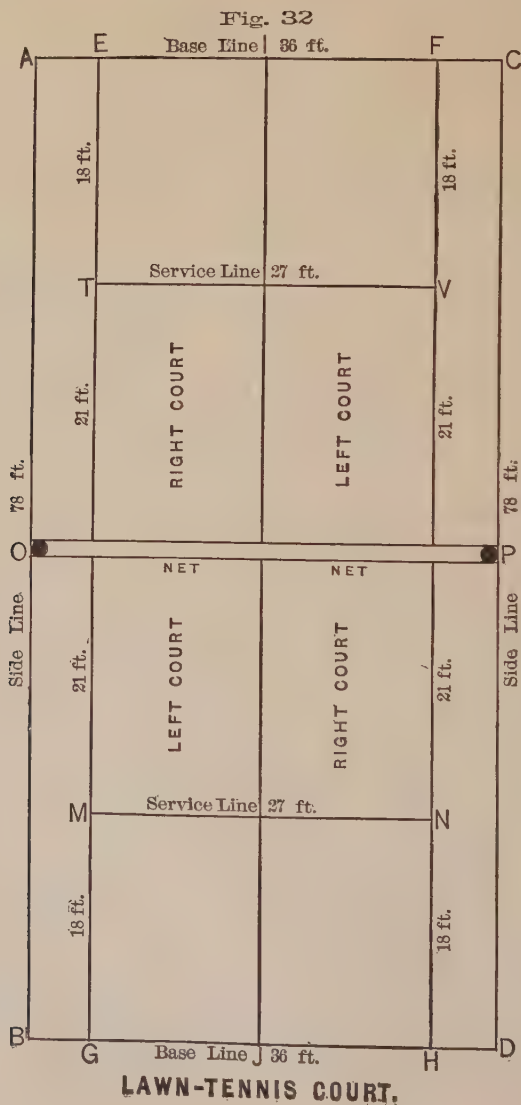 Fig. 32
A E Base Line 36 ft. F C
18 ft. 18 ft.
T Service Line 27 ft. V
21 ft. RIGHT COURT LEFT COURT 21 ft.
78 ft. 78 ft.
O P
NET NET
Side Line 21 ft. LEFT COURT RIGHT COURT 21 ft. Side Line
M Service Line 27 ft. N
18 ft. 18 ft.
B G Base Line J 36 ft. H D
LAWN-TENNIS COURT.